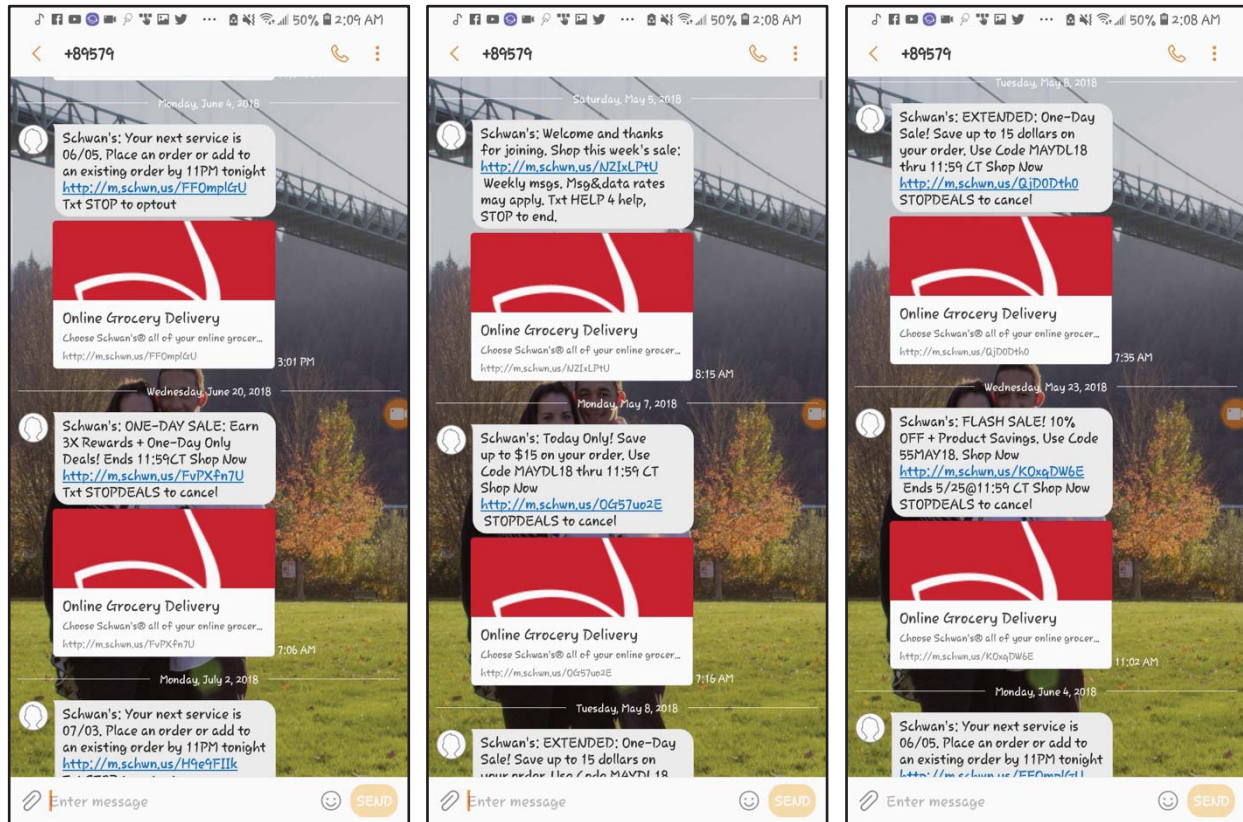 50% 2:09 AM
+89579
Monday, June 4, 2018
Schwan's: Your next service is
06/05. Place an order or add to
an existing order by 11PM tonight
http://m.schwn.us/FFOmplGU
Txt STOP to optout
Online Grocery Delivery
Choose Schwan's® all of your online grocer...
http://m.schwn.us/FFOmplGU
3:01 PM
Wednesday, June 20, 2018
Schwan's: ONE-DAY SALE: Earn
3X Rewards + One-Day Only
Deals! Ends 11:59CT Shop Now
http://m.schwn.us/FvPXfn7U
Txt STOPDEALS to cancel
Online Grocery Delivery
Choose Schwan's® all of your online grocer...
http://m.schwn.us/FvPXfn7U
7:06 AM
Monday, July 2, 2018
Schwan's: Your next service is
07/03. Place an order or add to
an existing order by 11PM tonight
http://m.schwn.us/H9e9FIIk
Enter message
SEND
50% 2:08 AM
+89579
Saturday, May 5, 2018
Schwan's: Welcome and thanks
for joining. Shop this week's sale:
http://m.schwn.us/NZIxLPtU
Weekly msgs. Msg&data rates
may apply. Txt HELP 4 help,
STOP to end.
Online Grocery Delivery
Choose Schwan's® all of your online grocer...
http://m.schwn.us/NZIxLPtU
8:15 AM
Monday, May 7, 2018
Schwan's: Today Only! Save
up to $15 on your order. Use
Code MAYDL18 thru 11:59 CT
Shop Now
http://m.schwn.us/OG57uo2E
STOPDEALS to cancel
Online Grocery Delivery
Choose Schwan's® all of your online grocer...
http://m.schwn.us/OG57uo2E
7:16 AM
Tuesday, May 8, 2018
Schwan's: EXTENDED: One-Day
Sale! Save up to 15 dollars on
your order. Use Code MAYDL18
Enter message
SEND
50% 2:08 AM
+89579
Tuesday, May 8, 2018
Schwan's: EXTENDED: One-Day
Sale! Save up to 15 dollars on
your order. Use Code MAYDL18
thru 11:59 CT Shop Now
http://m.schwn.us/QjD0Dth0
STOPDEALS to cancel
Online Grocery Delivery
Choose Schwan's® all of your online grocer...
http://m.schwn.us/QjD0Dth0
7:35 AM
Wednesday, May 23, 2018
Schwan's: FLASH SALE! 10%
OFF + Product Savings. Use Code
55MAY18. Shop Now
http://m.schwn.us/KOxqDW6E
Ends 5/25@11:59 CT Shop Now
STOPDEALS to cancel
Online Grocery Delivery
Choose Schwan's® all of your online grocer...
http://m.schwn.us/KOxqDW6E
11:02 AM
Monday, June 4, 2018
Schwan's: Your next service is
06/05. Place an order or add to
an existing order by 11PM tonight
http://m.schwn.us/FFOmplGU
Enter message
SEND